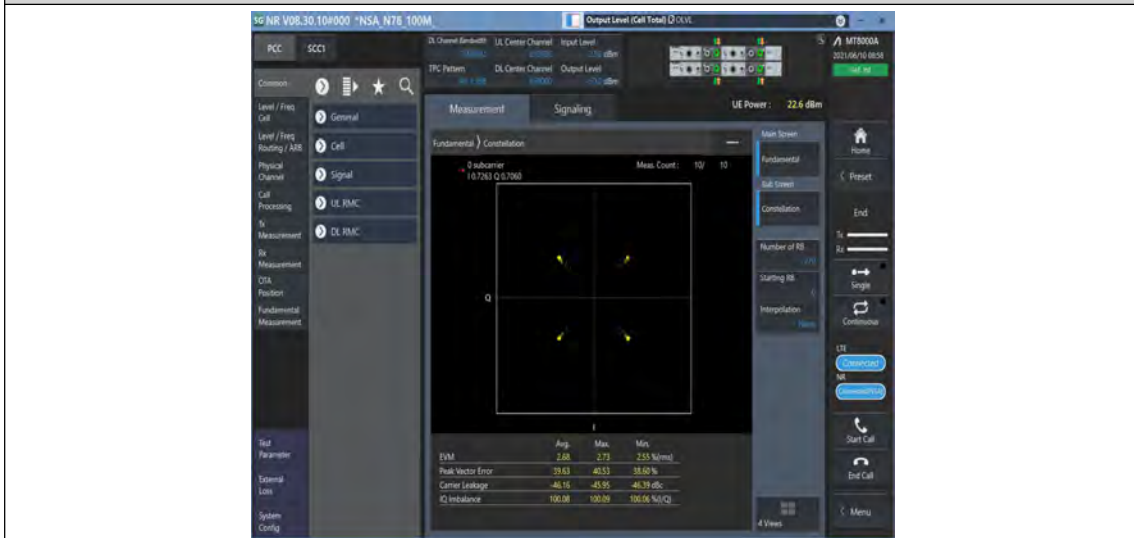 SG NR V08.30.10#000 *NSA_N78_100M
Output Level (Cell Total) OLVL
PCC SCC1
DL Channel Bandwidth UL Center Channel Input Level
TPC Pattern DL Center Channel Output Level
MT8000A
2021/06/10 08:58
Common
Level / Freq
Cell
Level / Freq
Routing / ARB
Physical
Channel
Call
Processing
Tx
Measurement
Rx
Measurement
OTA
Position
Fundamental
Measurement
Test
Parameter
External
Loss
System
Config
General
Cell
Signal
UL RMC
DL RMC
Measurement Signaling
UE Power : 22.6 dBm
Fundamental ) Constellation
0 subcarrier
I 0.7263 Q 0.7060
Meas. Count : 10/ 10
Q
I
Avg. Max. Min.
EVM 2.68 2.73 2.55 %(rms)
Peak Vector Error 39.63 40.53 38.60 %
Carrier Leakage -46.16 -45.95 -46.39 dBc
IQ Imbalance 100.08 100.09 100.06 %(I/Q)
Main Screen
Fundamental
Sub Screen
Constellation
Number of RB
Starting RB
Interpolation
4 Views
Home
Preset
End
Tx
Rx
Single
Continuous
LTE
Connected
NR
Start Call
End Call
Menu